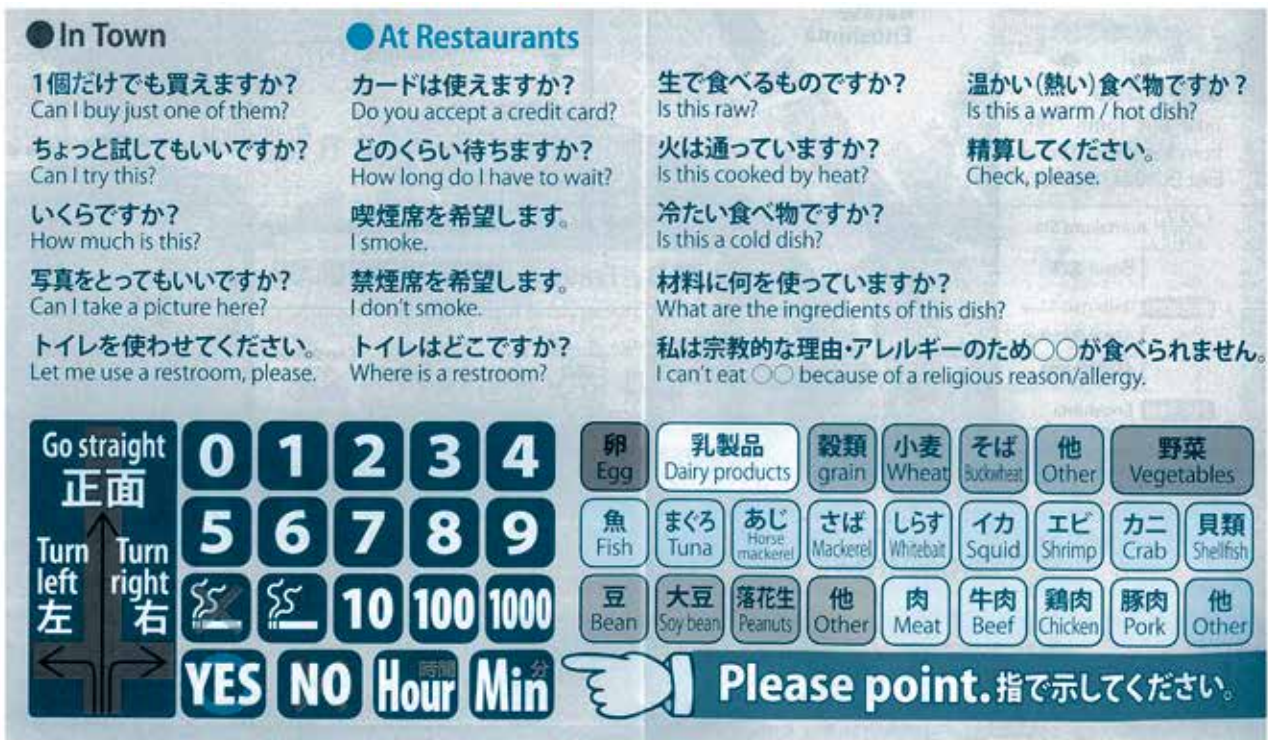 ●In Town
1個だけでも買えますか?
Can I buy just one of them?
ちょっと試してもいいですか?
Can I try this?
いくらですか?
How much is this?
写真をとってもいいですか?
Can I take a picture here?
トイレを使わせてください。
Let me use a restroom, please.
●At Restaurants
カードは使えますか?
Do you accept a credit card?
どのくらい待ちますか?
How long do I have to wait?
喫煙席を希望します。
I smoke.
禁煙席を希望します。
I don't smoke.
トイレはどこですか?
Where is a restroom?
生で食べるものですか?
Is this raw?
火は通っていますか?
Is this cooked by heat?
冷たい食べ物ですか?
Is this a cold dish?
材料に何を使っていますか?
What are the ingredients of this dish?
私は宗教的な理由・アレルギーのため○○が食べられません。
I can't eat ○○ because of a religious reason/allergy.
温かい(熱い)食べ物ですか?
Is this a warm / hot dish?
精算してください。
Check, please.
Go straight
正面
Turn left
左
Turn right
右
0 1 2 3 4
5 6 7 8 9
10 100 1000
YES NO Hour 時間 Min 分
卵 乳製品 穀類 小麦 そば 他 野菜
Egg Dairy products grain Wheat Buckwheat Other Vegetables
魚 まぐろ あじ さば しらす イカ エビ カニ 貝類
Fish Tuna Horse mackerel Mackerel Whitebait Squid Shrimp Crab Shellfish
豆 大豆 落花生 他 肉 牛肉 鶏肉 豚肉 他
Bean Soy bean Peanuts Other Meat Beef Chicken Pork Other
Please point. 指で示してください。